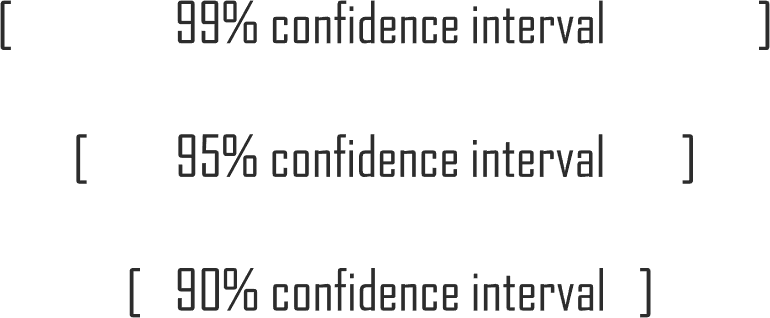 [ 99% confidence interval ]
[ 95% confidence interval ]
[ 90% confidence interval ]